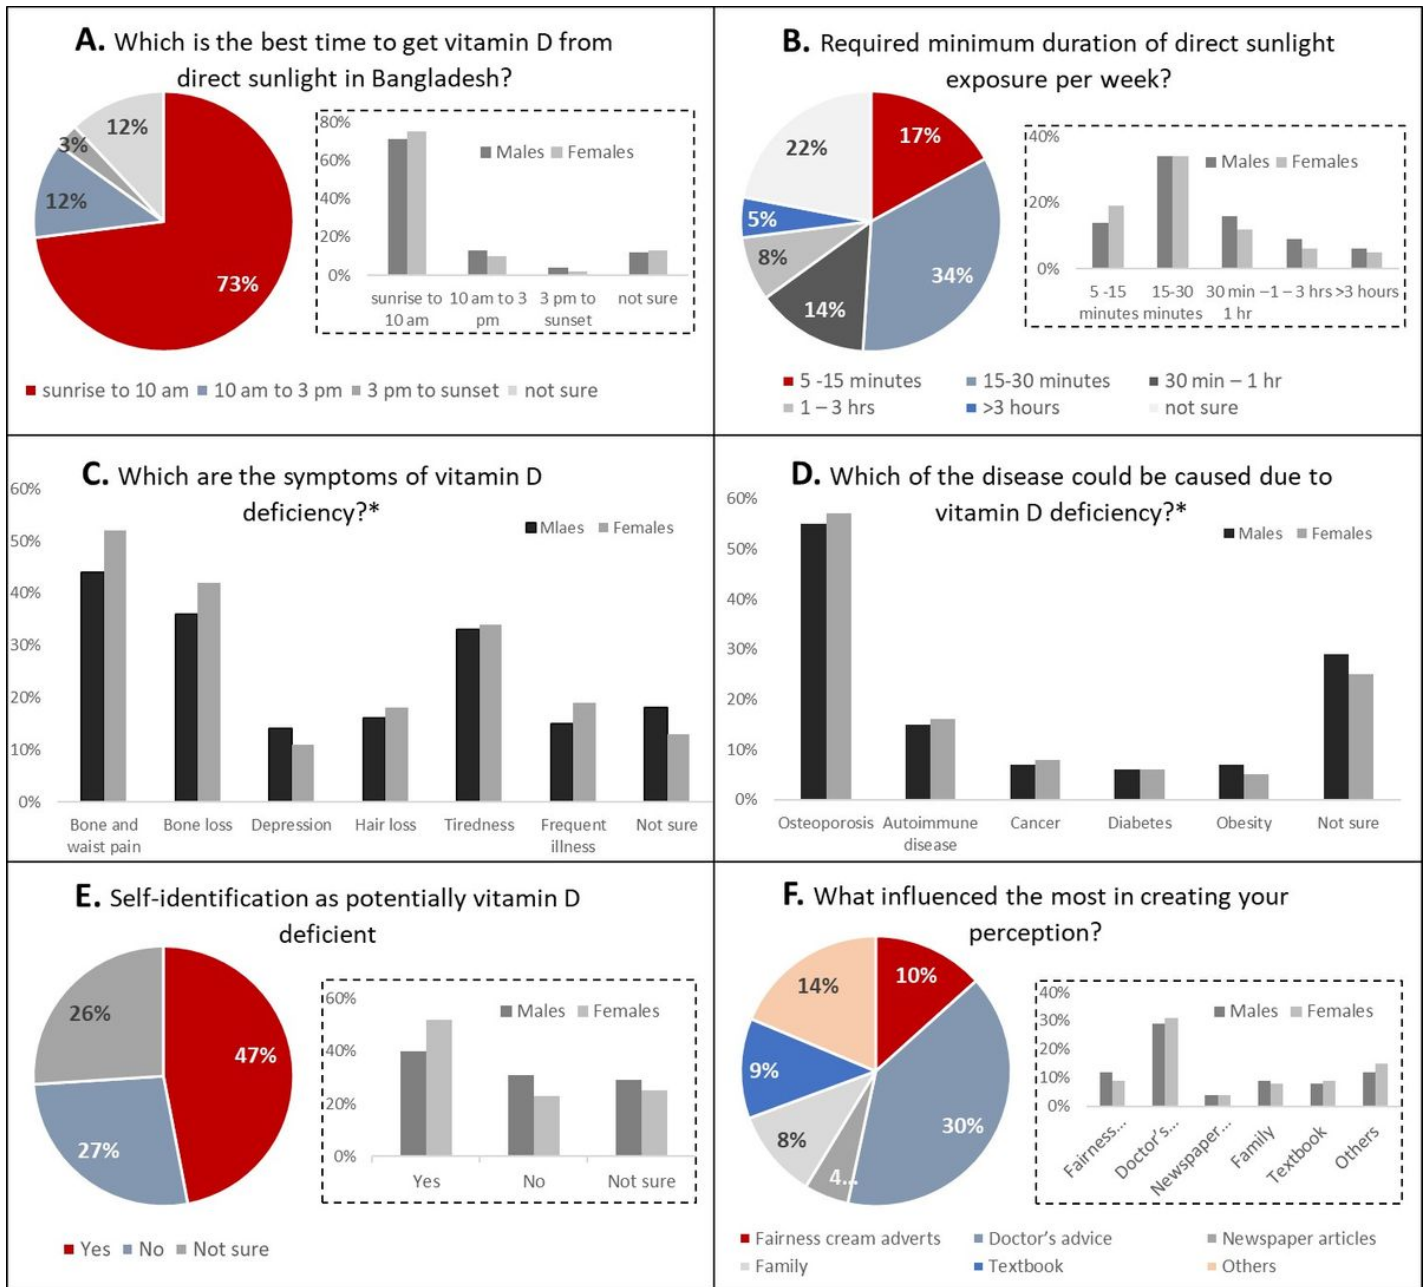 A. Which is the best time to get vitamin D from
direct sunlight in Bangladesh?
12%
3%
12%
73%
80%
60%
40%
20%
0%
Males Females
sunrise to 10 am to 3 3 pm to not sure
10 am pm sunset
sunrise to 10 am 10 am to 3 pm 3 pm to sunset not sure
B. Required minimum duration of direct sunlight
exposure per week?
22%
17%
5%
8%
34%
14%
40%
20%
0%
Males Females
5 -15 15-30 30 min –1 – 3 hrs >3 hours
minutes minutes 1 hr
5 -15 minutes 15-30 minutes 30 min – 1 hr
1 – 3 hrs >3 hours not sure
C. Which are the symptoms of vitamin D
deficiency?*
Mlaes Females
60%
50%
40%
30%
20%
10%
0%
Bone and Bone loss Depression Hair loss Tiredness Frequent Not sure
waist pain illness
D. Which of the disease could be caused due to
vitamin D deficiency?*
Males Females
60%
50%
40%
30%
20%
10%
0%
Osteoporosis Autoimmune Cancer Diabetes Obesity Not sure
disease
E. Self-identification as potentially vitamin D
deficient
26%
47%
27%
60%
40%
20%
0%
Males Females
Yes No Not sure
Yes No Not sure
F. What influenced the most in creating your
perception?
14%
10%
9%
8%
30%
4...
40%
30%
20%
10%
0%
Males Females
Fairness... Doctor's... Newspaper... Family Textbook Others
Fairness cream adverts Doctor's advice Newspaper articles
Family Textbook Others